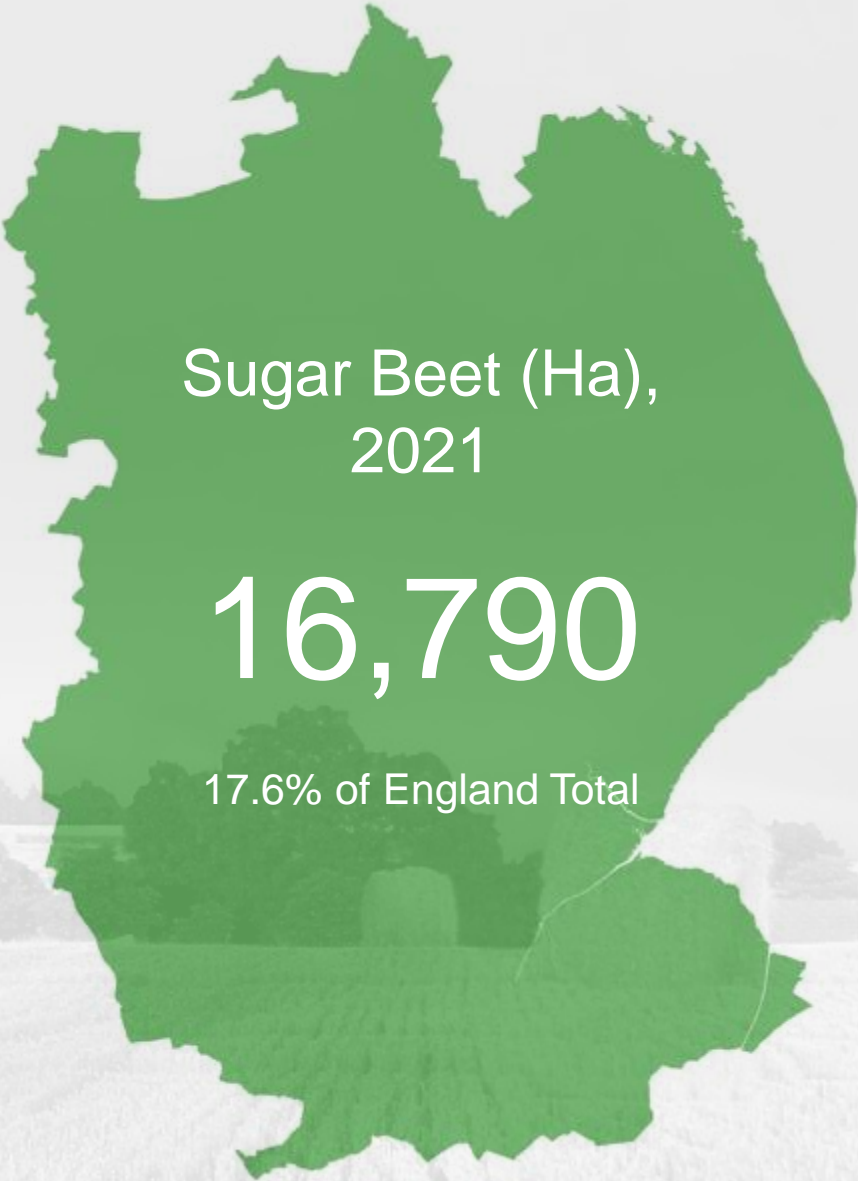 Sugar Beet (Ha),
2021
16,790
17.6% of England Total